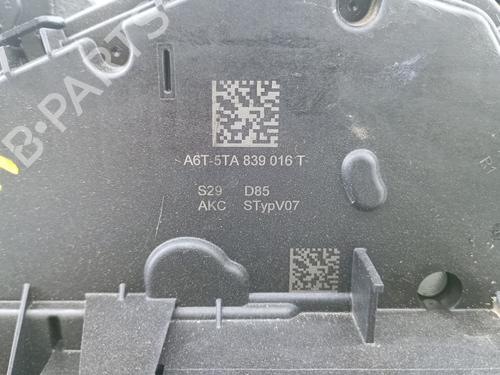 B-PARTS
A6T-5TA 839 016 T
S29 D85
AKC STypV07